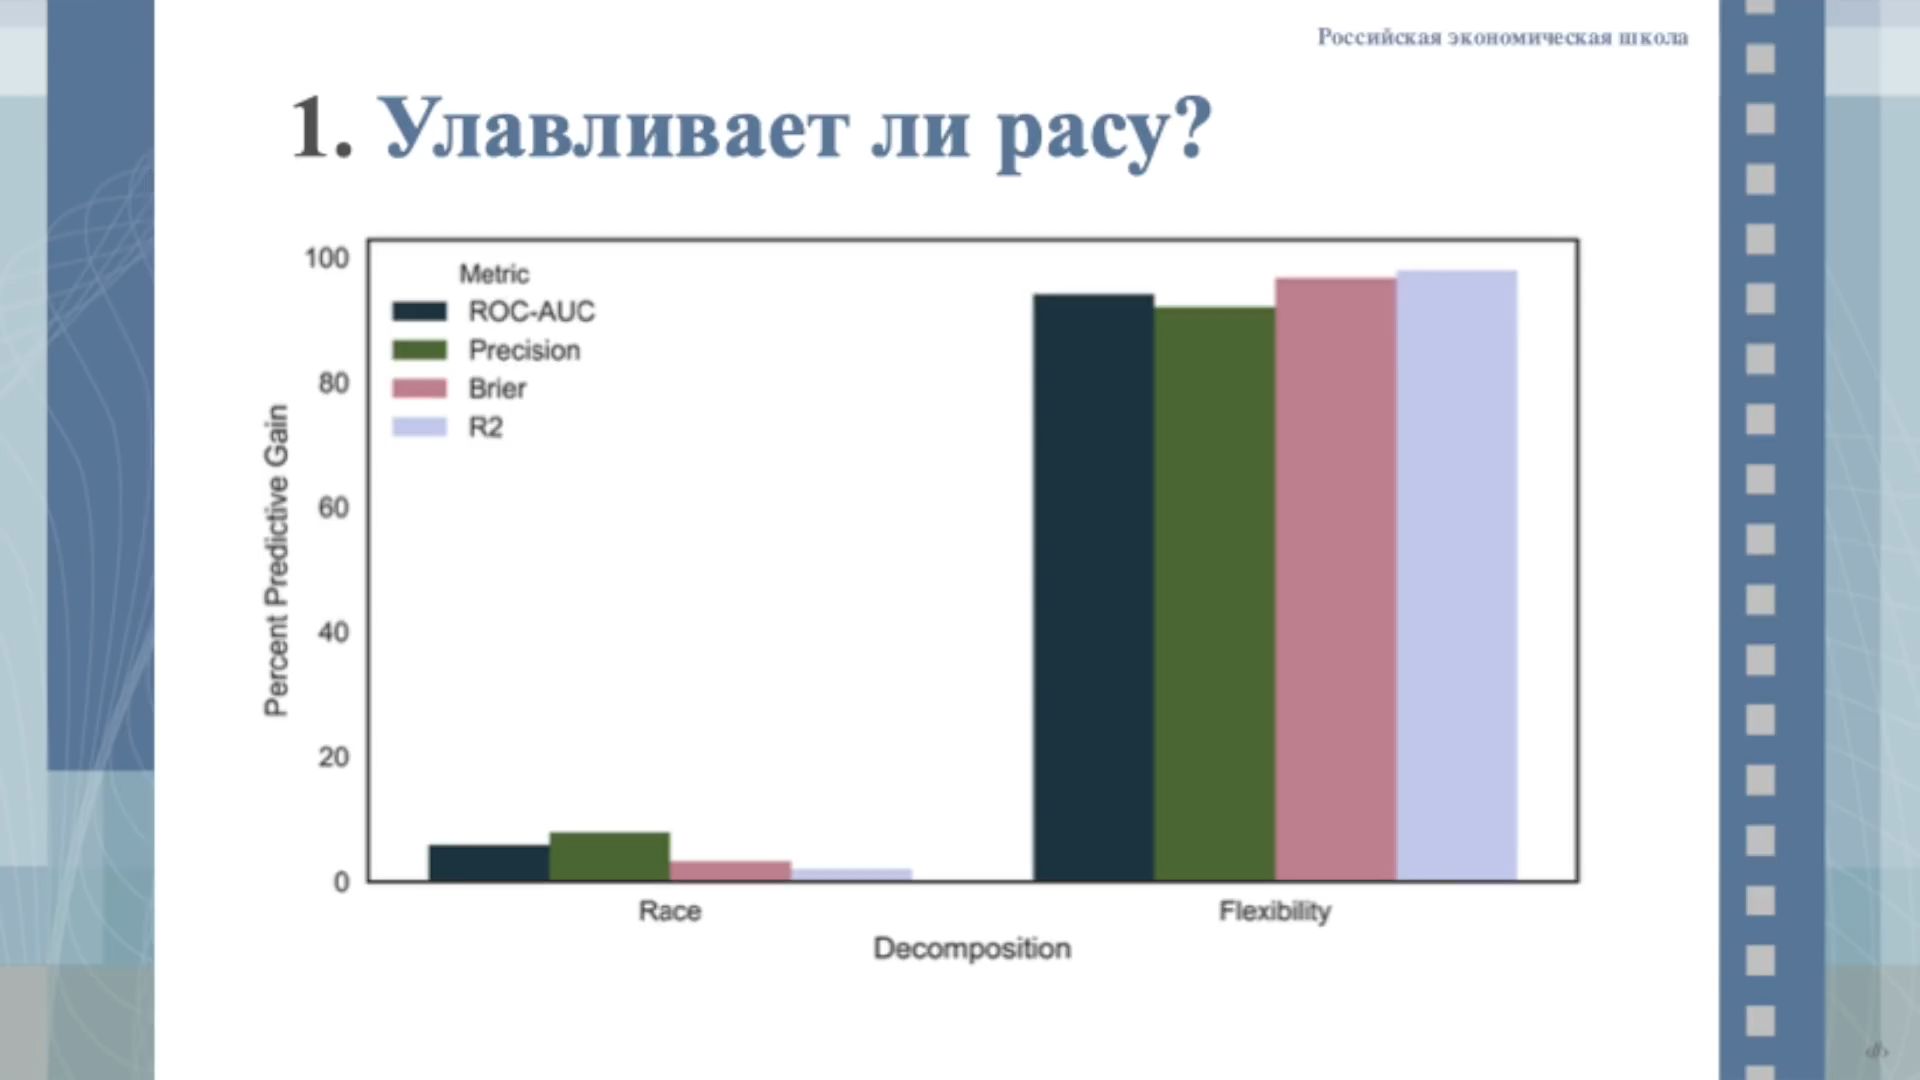 Российская экономическая школа
1. Улавливает ли расу?
Metric
ROC-AUC
Precision
Brier
R2
100
80
60
40
20
0
Percent Predictive Gain
Race
Flexibility
Decomposition